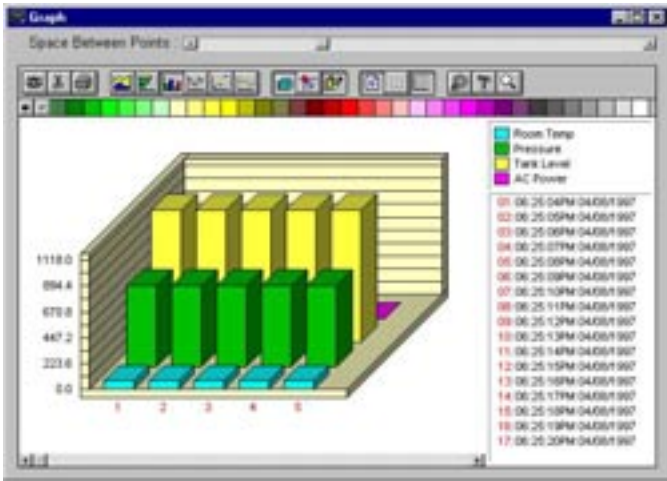 Graph
Space Between Points :
Room Temp
Pressure
Tank Level
AC Power
1118.0
894.4
670.8
447.2
223.6
0.0
1 2 3 4 5
01: 06:25:04PM 04/08/1997
02: 06:25:05PM 04/08/1997
03: 06:25:06PM 04/08/1997
04: 06:25:07PM 04/08/1997
05: 06:25:08PM 04/08/1997
06: 06:25:09PM 04/08/1997
07: 06:25:10PM 04/08/1997
08: 06:25:11PM 04/08/1997
09: 06:25:12PM 04/08/1997
10: 06:25:13PM 04/08/1997
11: 06:25:14PM 04/08/1997
12: 06:25:15PM 04/08/1997
13: 06:25:16PM 04/08/1997
14: 06:25:17PM 04/08/1997
15: 06:25:18PM 04/08/1997
16: 06:25:19PM 04/08/1997
17: 06:25:20PM 04/08/1997